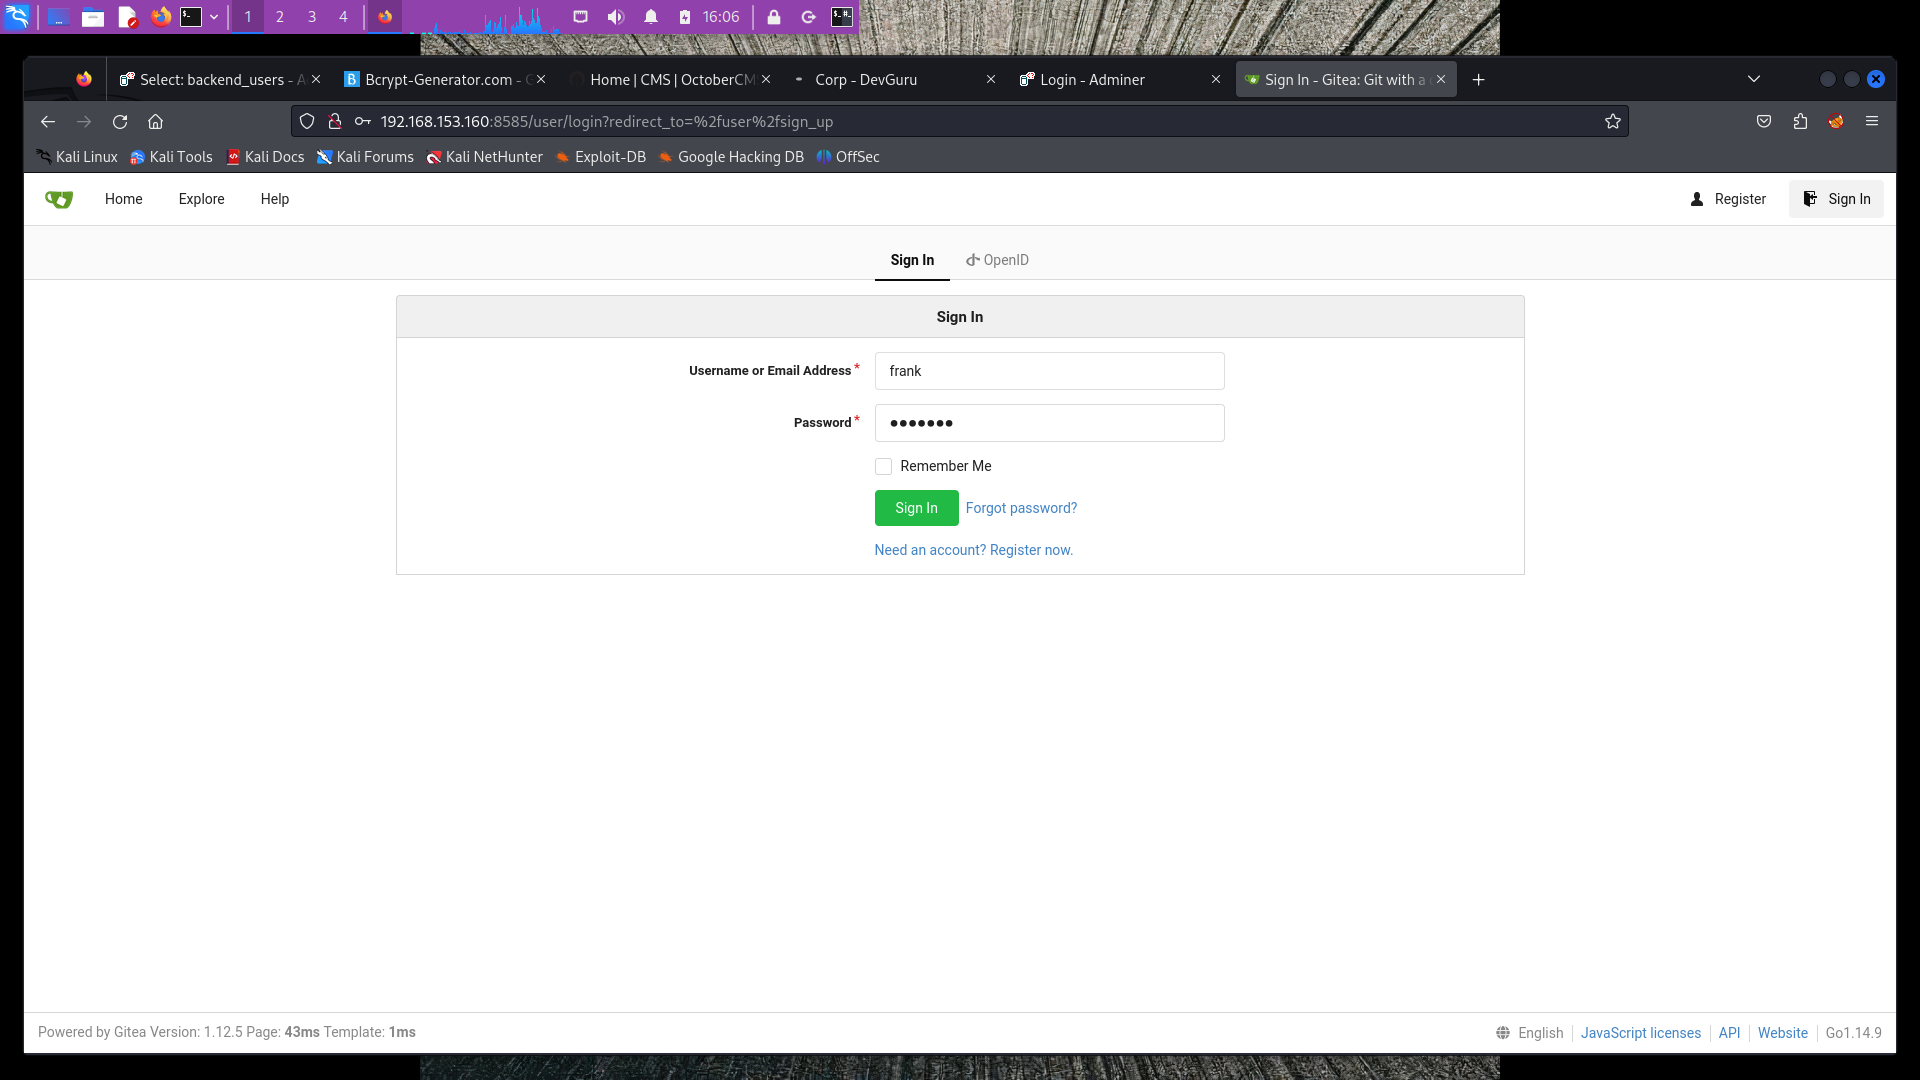 1 2 3 4 16:06
Select: backend_users - A Bcrypt-Generator.com - G Home | CMS | OctoberCM Corp - DevGuru Login - Adminer Sign In - Gitea: Git with a c
192.168.153.160:8585/user/login?redirect_to=%2fuser%2fsign_up
Kali Linux Kali Tools Kali Docs Kali Forums Kali NetHunter Exploit-DB Google Hacking DB OffSec
Home Explore Help Register Sign In
Sign In OpenID
Sign In
Username or Email Address * frank
Password *
Remember Me
Sign In Forgot password?
Need an account? Register now.
Powered by Gitea Version: 1.12.5 Page: 43ms Template: 1ms English JavaScript licenses API Website Go1.14.9